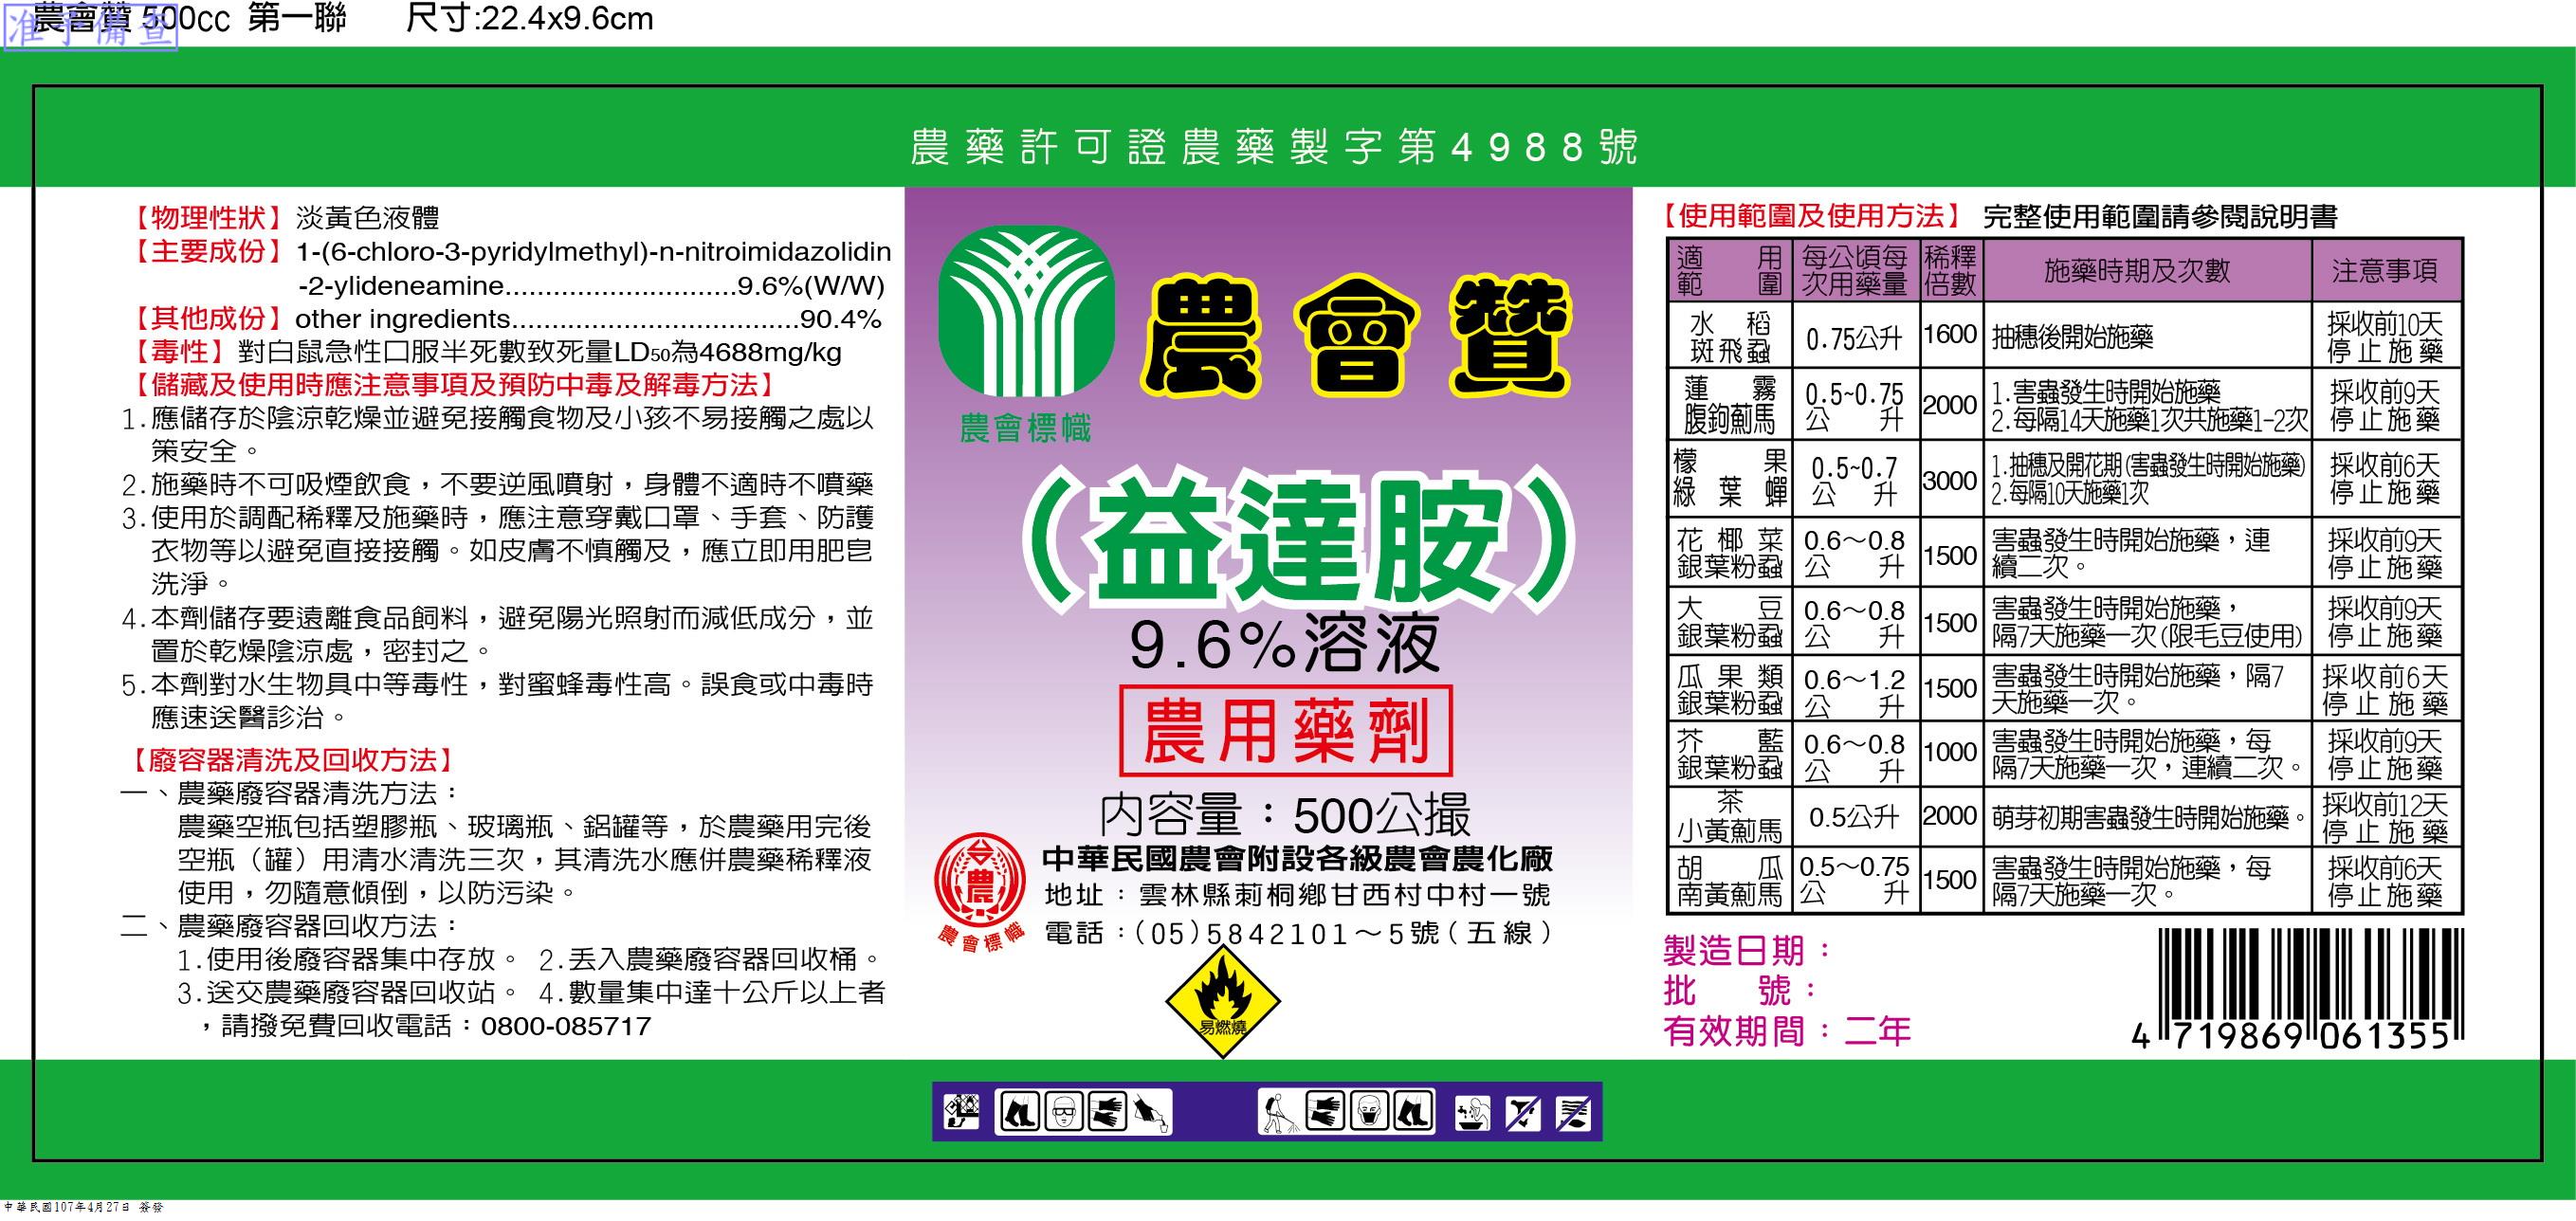 農會贊 500cc 第一聯 尺寸:22.4x9.6cm
准予備查
農藥許可證農藥製字第4988號
【物理性狀】淡黃色液體
【主要成份】1-(6-chloro-3-pyridylmethyl)-n-nitroimidazolidin
-2-ylideneamine.............................9.6%(W/W)
【其他成份】other ingredients....................................90.4%
【毒性】對白鼠急性口服半死數致死量LD50為4688mg/kg
【儲藏及使用時應注意事項及預防中毒及解毒方法】
1.應儲存於陰涼乾燥並避免接觸食物及小孩不易接觸之處以
策安全。
2.施藥時不可吸煙飲食，不要逆風噴射，身體不適時不噴藥
3.使用於調配稀釋及施藥時，應注意穿戴口罩、手套、防護
衣物等以避免直接接觸。如皮膚不慎觸及，應立即用肥皂
洗淨。
4.本劑儲存要遠離食品飼料，避免陽光照射而減低成分，並
置於乾燥陰涼處，密封之。
5.本劑對水生物具中等毒性，對蜜蜂毒性高。誤食或中毒時
應速送醫診治。
【廢容器清洗及回收方法】
一、農藥廢容器清洗方法：
農藥空瓶包括塑膠瓶、玻璃瓶、鋁罐等，於農藥用完後
空瓶（罐）用清水清洗三次，其清洗水應併農藥稀釋液
使用，勿隨意傾倒，以防污染。
二、農藥廢容器回收方法：
1.使用後廢容器集中存放。 2.丟入農藥廢容器回收桶。
3.送交農藥廢容器回收站。 4.數量集中達十公斤以上者
，請撥免費回收電話：0800-085717
農會標幟
農會贊
（益達胺）
9.6%溶液
農用藥劑
內容量：500公撮
農
農會標幟
中華民國農會附設各級農會農化廠
地址：雲林縣莿桐鄉甘西村中村一號
電話：(05)5842101～5號（五線）
易燃燒
【使用範圍及使用方法】 完整使用範圍請參閱說明書
適用範圍 每公頃每次用藥量 稀釋倍數 施藥時期及次數 注意事項
水稻 斑飛蝨 0.75公升 1600 抽穗後開始施藥 採收前10天停止施藥
蓮霧 腹鉤薊馬 0.5~0.75公升 2000 1.害蟲發生時開始施藥 2.每隔14天施藥1次共施藥1-2次 採收前9天停止施藥
檬果 綠葉蟬 0.5~0.7公升 3000 1.抽穗及開花期(害蟲發生時開始施藥) 2.每隔10天施藥1次 採收前6天停止施藥
花椰菜 銀葉粉蝨 0.6～0.8公升 1500 害蟲發生時開始施藥，連續二次。 採收前9天停止施藥
大豆 銀葉粉蝨 0.6～0.8公升 1500 害蟲發生時開始施藥，隔7天施藥一次(限毛豆使用) 採收前9天停止施藥
瓜果類 銀葉粉蝨 0.6～1.2公升 1500 害蟲發生時開始施藥，隔7天施藥一次。 採收前6天停止施藥
芥藍 銀葉粉蝨 0.6～0.8公升 1000 害蟲發生時開始施藥，每隔7天施藥一次，連續二次。 採收前9天停止施藥
茶 小黃薊馬 0.5公升 2000 萌芽初期害蟲發生時開始施藥。 採收前12天停止施藥
胡瓜 南黃薊馬 0.5～0.75公升 1500 害蟲發生時開始施藥，每隔7天施藥一次。 採收前6天停止施藥
製造日期：
批號：
有效期間：二年
4 719869 061355
中華民國107年4月27日 簽發